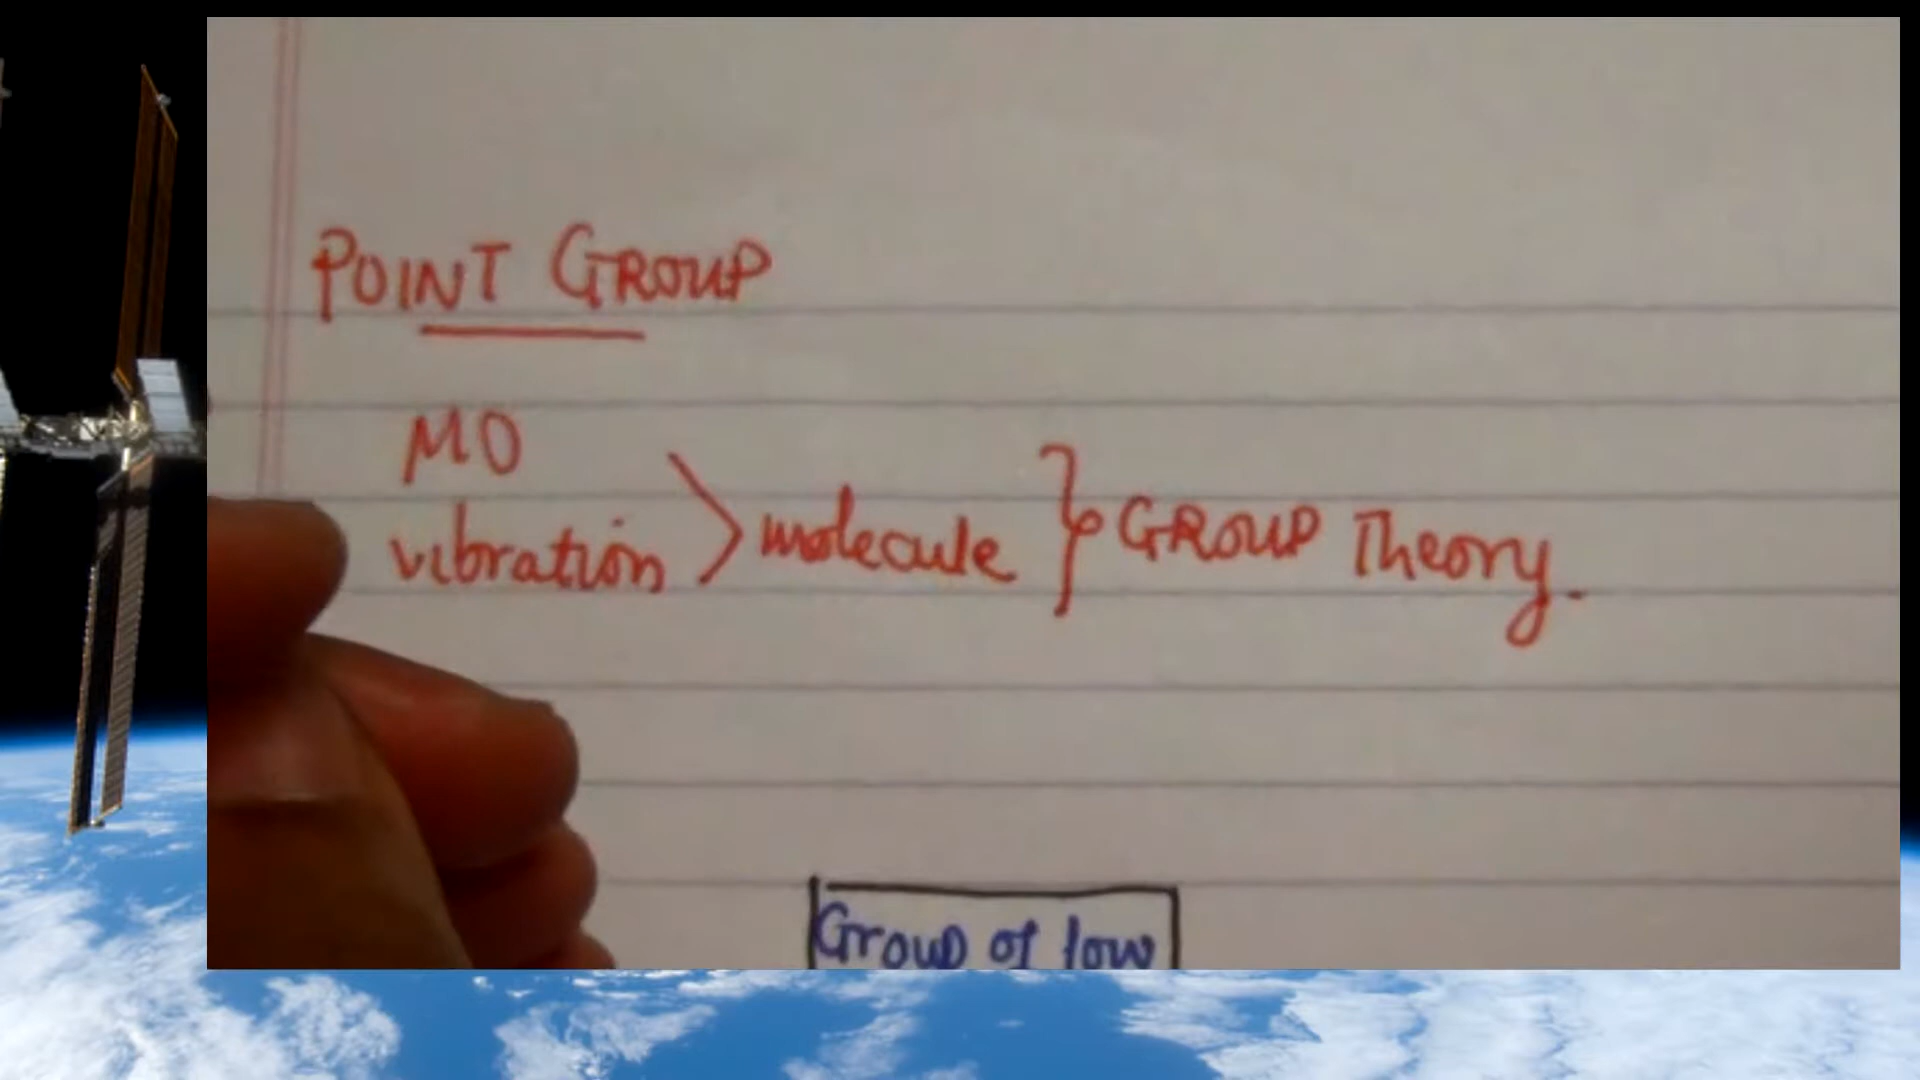 POINT GROUP
MO
vibration > molecule } GROUP Theory.
Group of low